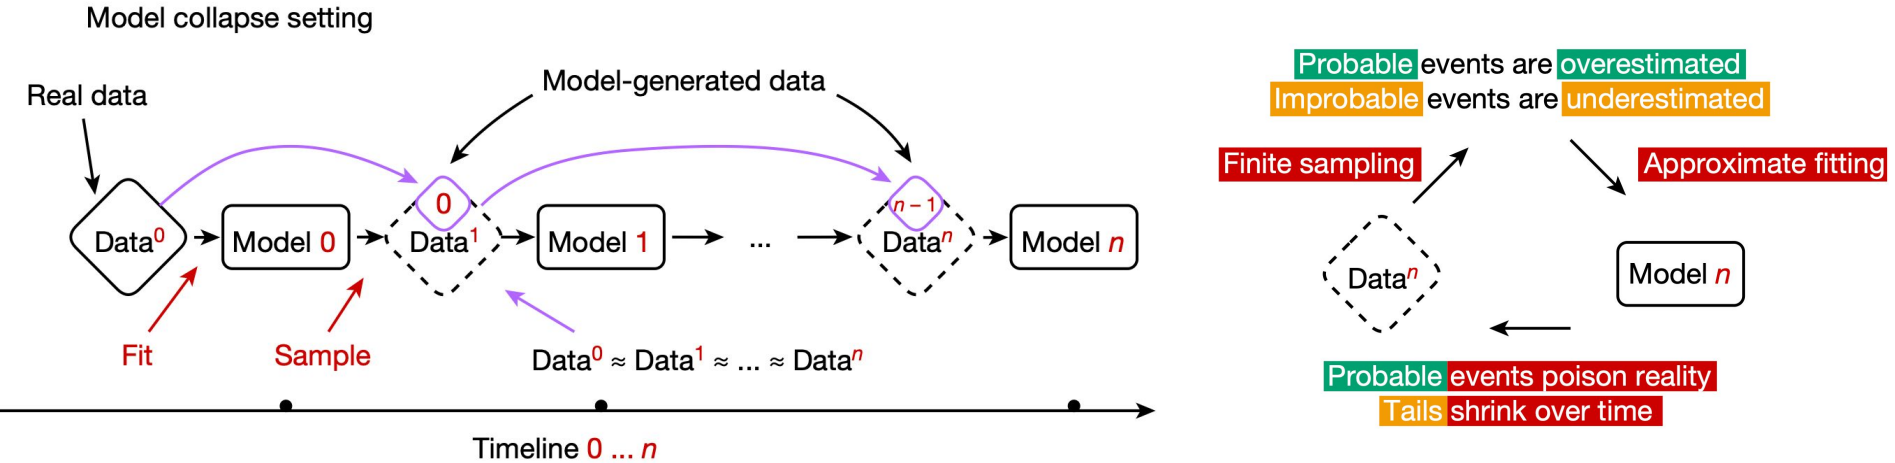 Model collapse setting
Real data
Model-generated data
0
n – 1
Data⁰
Model 0
Data¹
Model 1
...
Dataⁿ
Model n
Fit
Sample
Data⁰ ≈ Data¹ ≈ ... ≈ Dataⁿ
Timeline 0 ... n
Probable events are overestimated
Improbable events are underestimated
Finite sampling
Approximate fitting
Dataⁿ
Model n
Probable events poison reality
Tails shrink over time